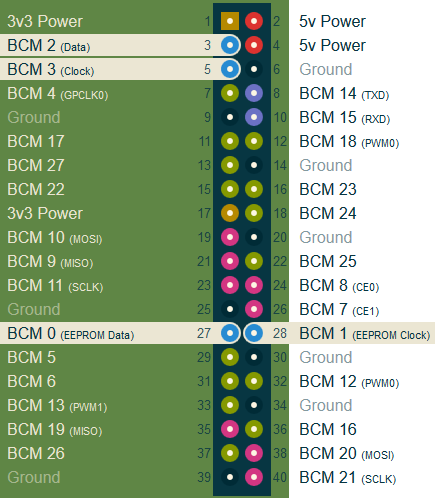 3v3 Power 1 2 5v Power
BCM 2 (Data) 3 4 5v Power
BCM 3 (Clock) 5 6 Ground
BCM 4 (GPCLK0) 7 8 BCM 14 (TXD)
Ground 9 10 BCM 15 (RXD)
BCM 17 11 12 BCM 18 (PWM0)
BCM 27 13 14 Ground
BCM 22 15 16 BCM 23
3v3 Power 17 18 BCM 24
BCM 10 (MOSI) 19 20 Ground
BCM 9 (MISO) 21 22 BCM 25
BCM 11 (SCLK) 23 24 BCM 8 (CE0)
Ground 25 26 BCM 7 (CE1)
BCM 0 (EEPROM Data) 27 28 BCM 1 (EEPROM Clock)
BCM 5 29 30 Ground
BCM 6 31 32 BCM 12 (PWM0)
BCM 13 (PWM1) 33 34 Ground
BCM 19 (MISO) 35 36 BCM 16
BCM 26 37 38 BCM 20 (MOSI)
Ground 39 40 BCM 21 (SCLK)